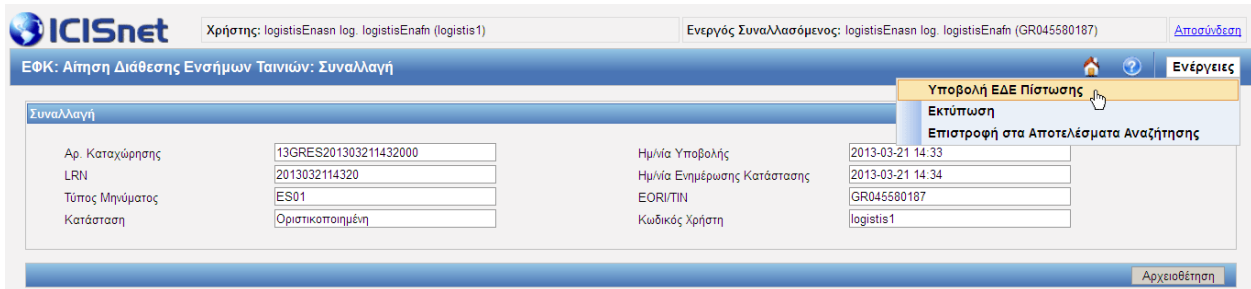 ICISnet Χρήστης: logistisEnasn log. logistisEnafn (logistis1) Ενεργός Συναλλασόμενος: logistisEnasn log. logistisEnafn (GR045580187) Αποσύνδεση
ΕΦΚ: Αίτηση Διάθεσης Ενσήμων Ταινιών: Συναλλαγή ? Ενέργειες
Υποβολή ΕΔΕ Πίστωσης
Εκτύπωση
Επιστροφή στα Αποτελέσματα Αναζήτησης
Συναλλαγή
Αρ. Καταχώρησης 13GRES201303211432000 Ημ/νία Υποβολής 2013-03-21 14:33
LRN 2013032114320 Ημ/νία Ενημέρωσης Κατάστασης 2013-03-21 14:34
Τύπος Μηνύματος ES01 EORI/TIN GR045580187
Κατάσταση Οριστικοποιημένη Κωδικός Χρήστη logistis1
Αρχειοθέτηση